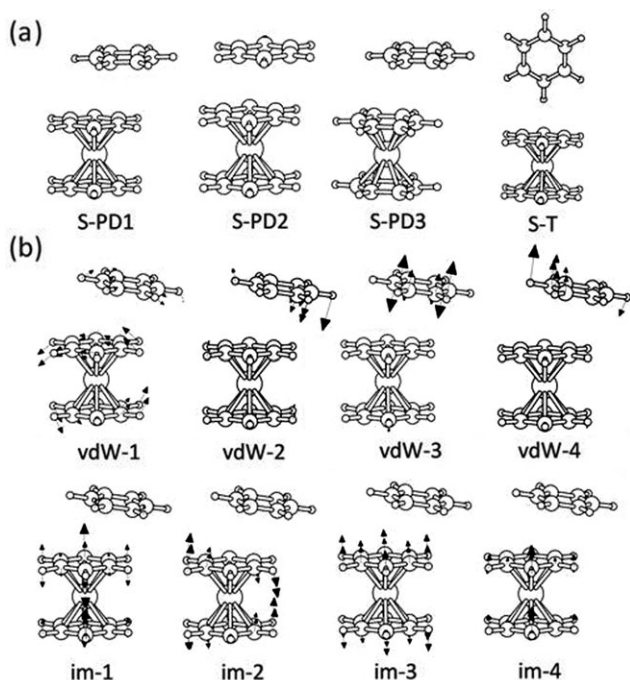 (a)
S-PD1 S-PD2 S-PD3 S-T
(b)
vdW-1 vdW-2 vdW-3 vdW-4
im-1 im-2 im-3 im-4